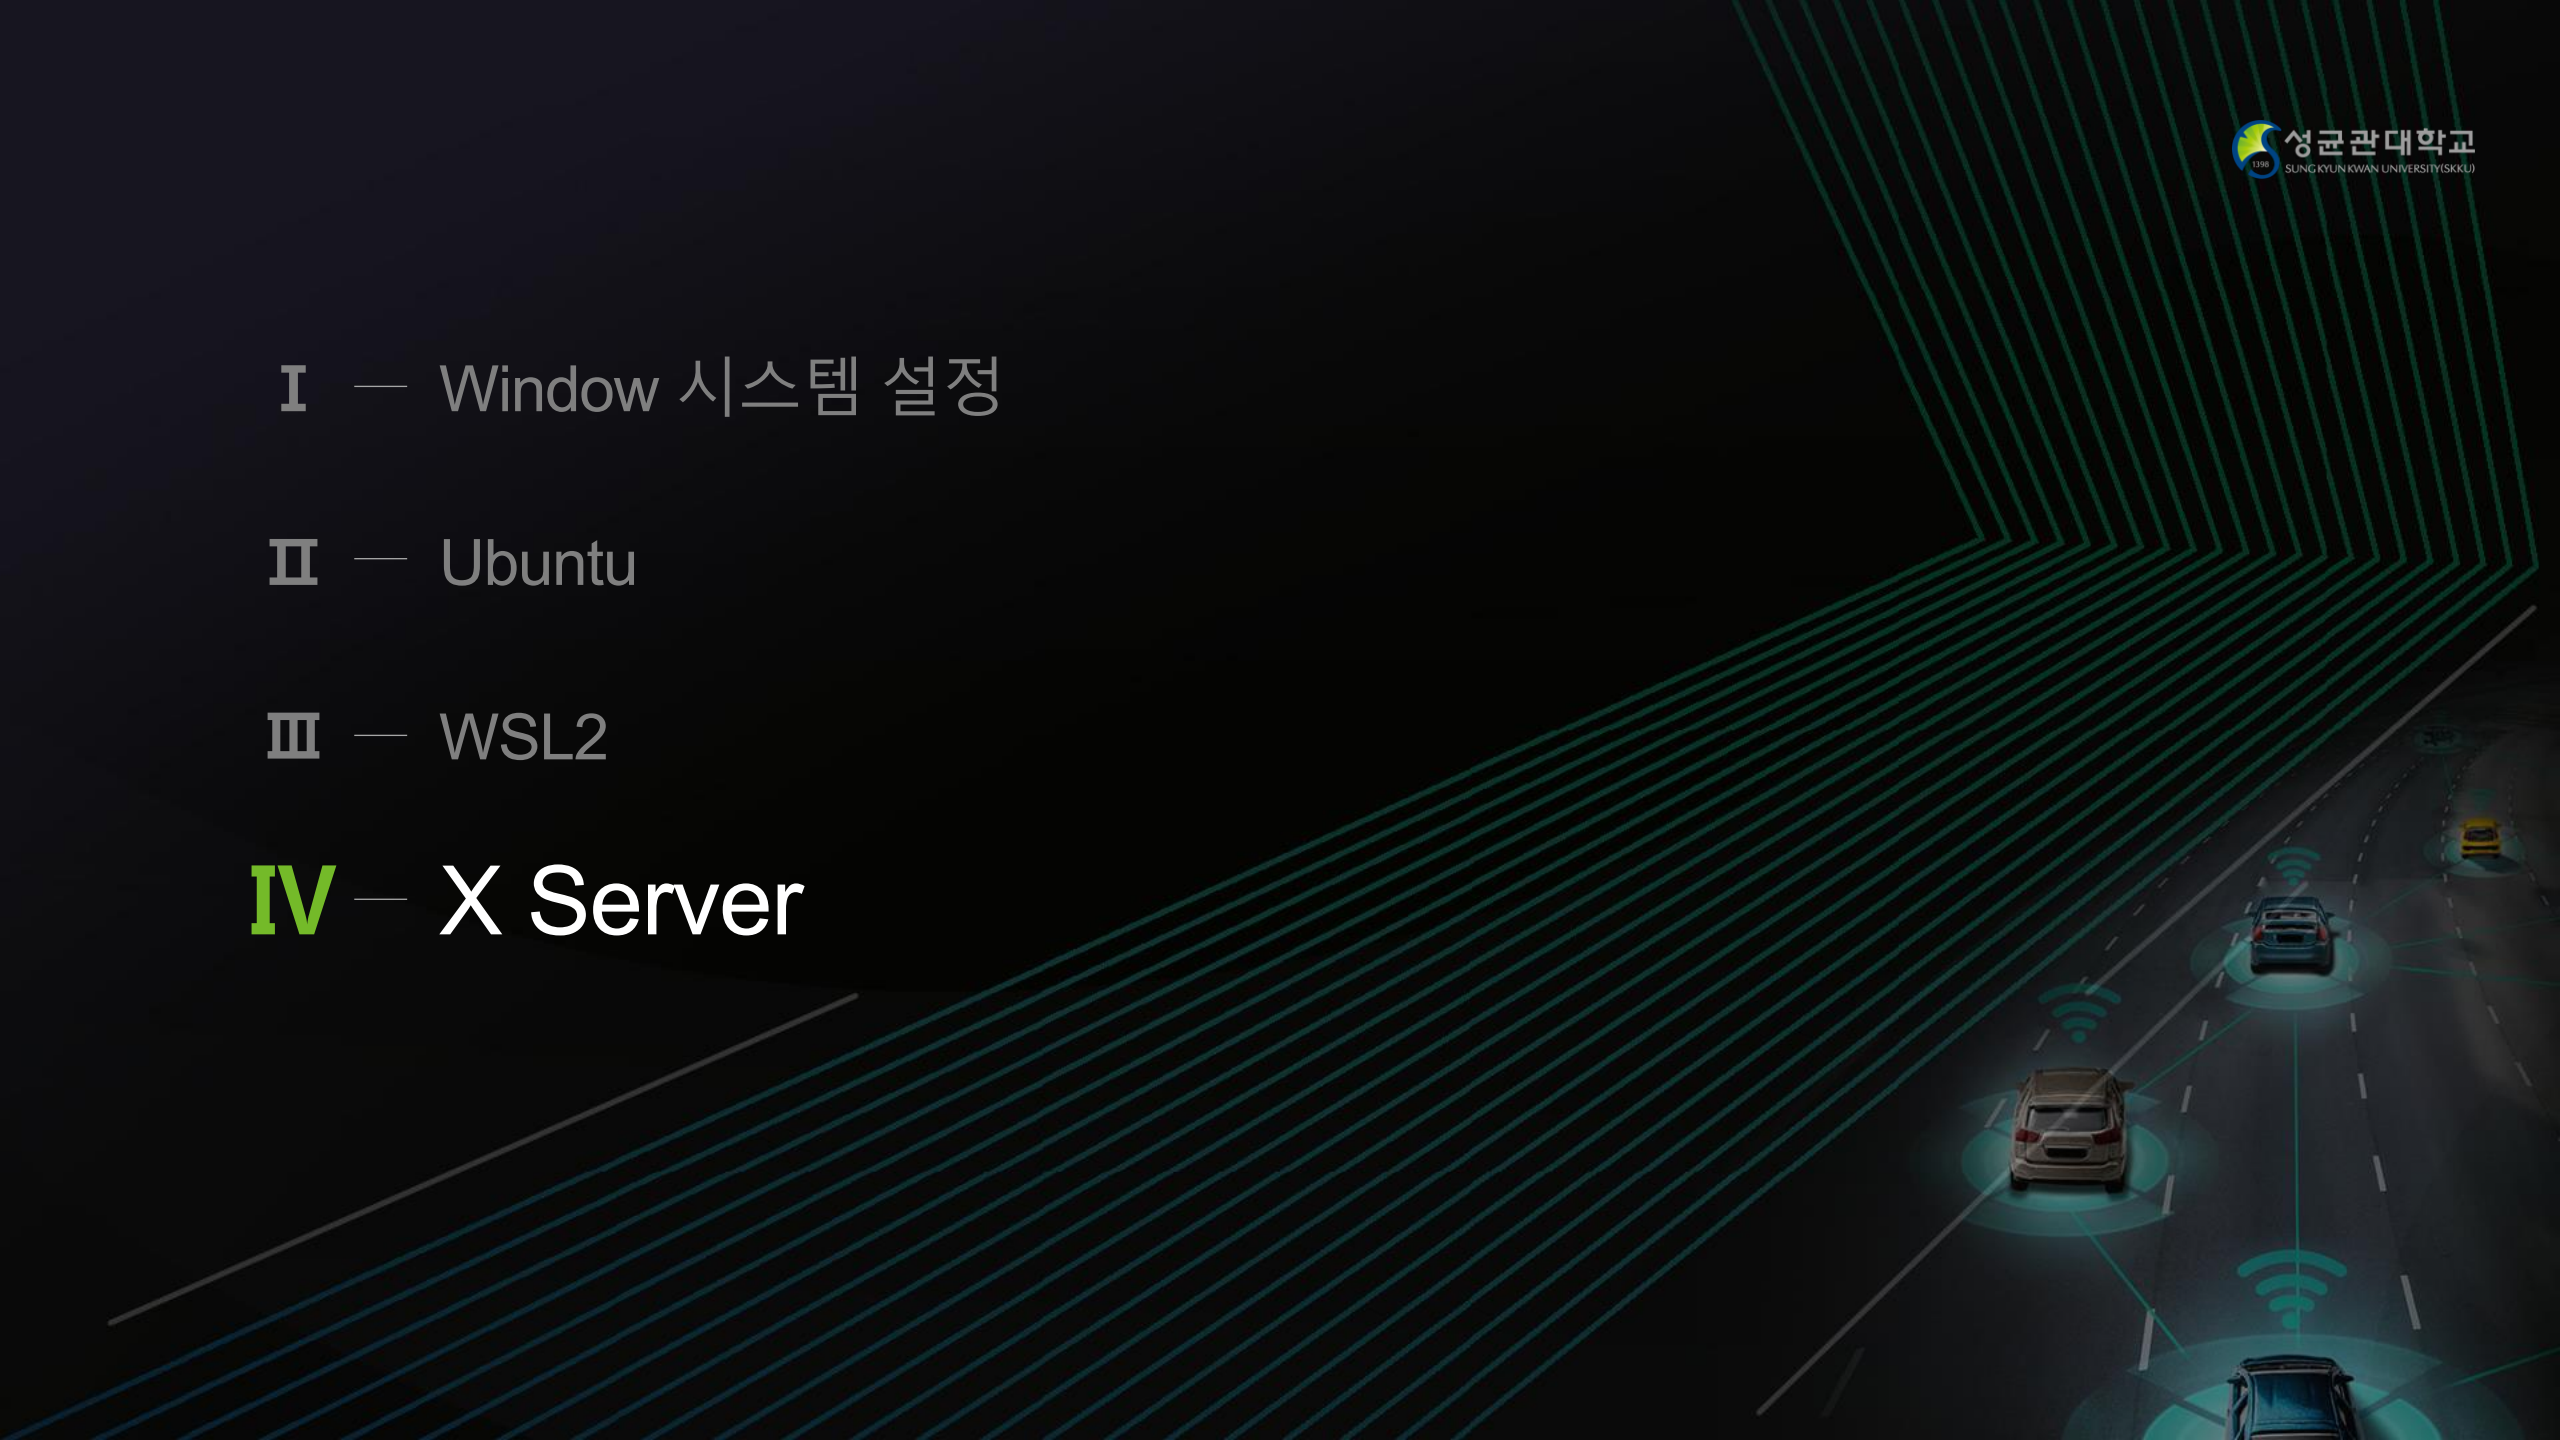 성균관대학교
1398
SUNG KYUN KWAN UNIVERSITY(SKKU)
I — Window 시스템 설정
II — Ubuntu
III — WSL2
IV — X Server